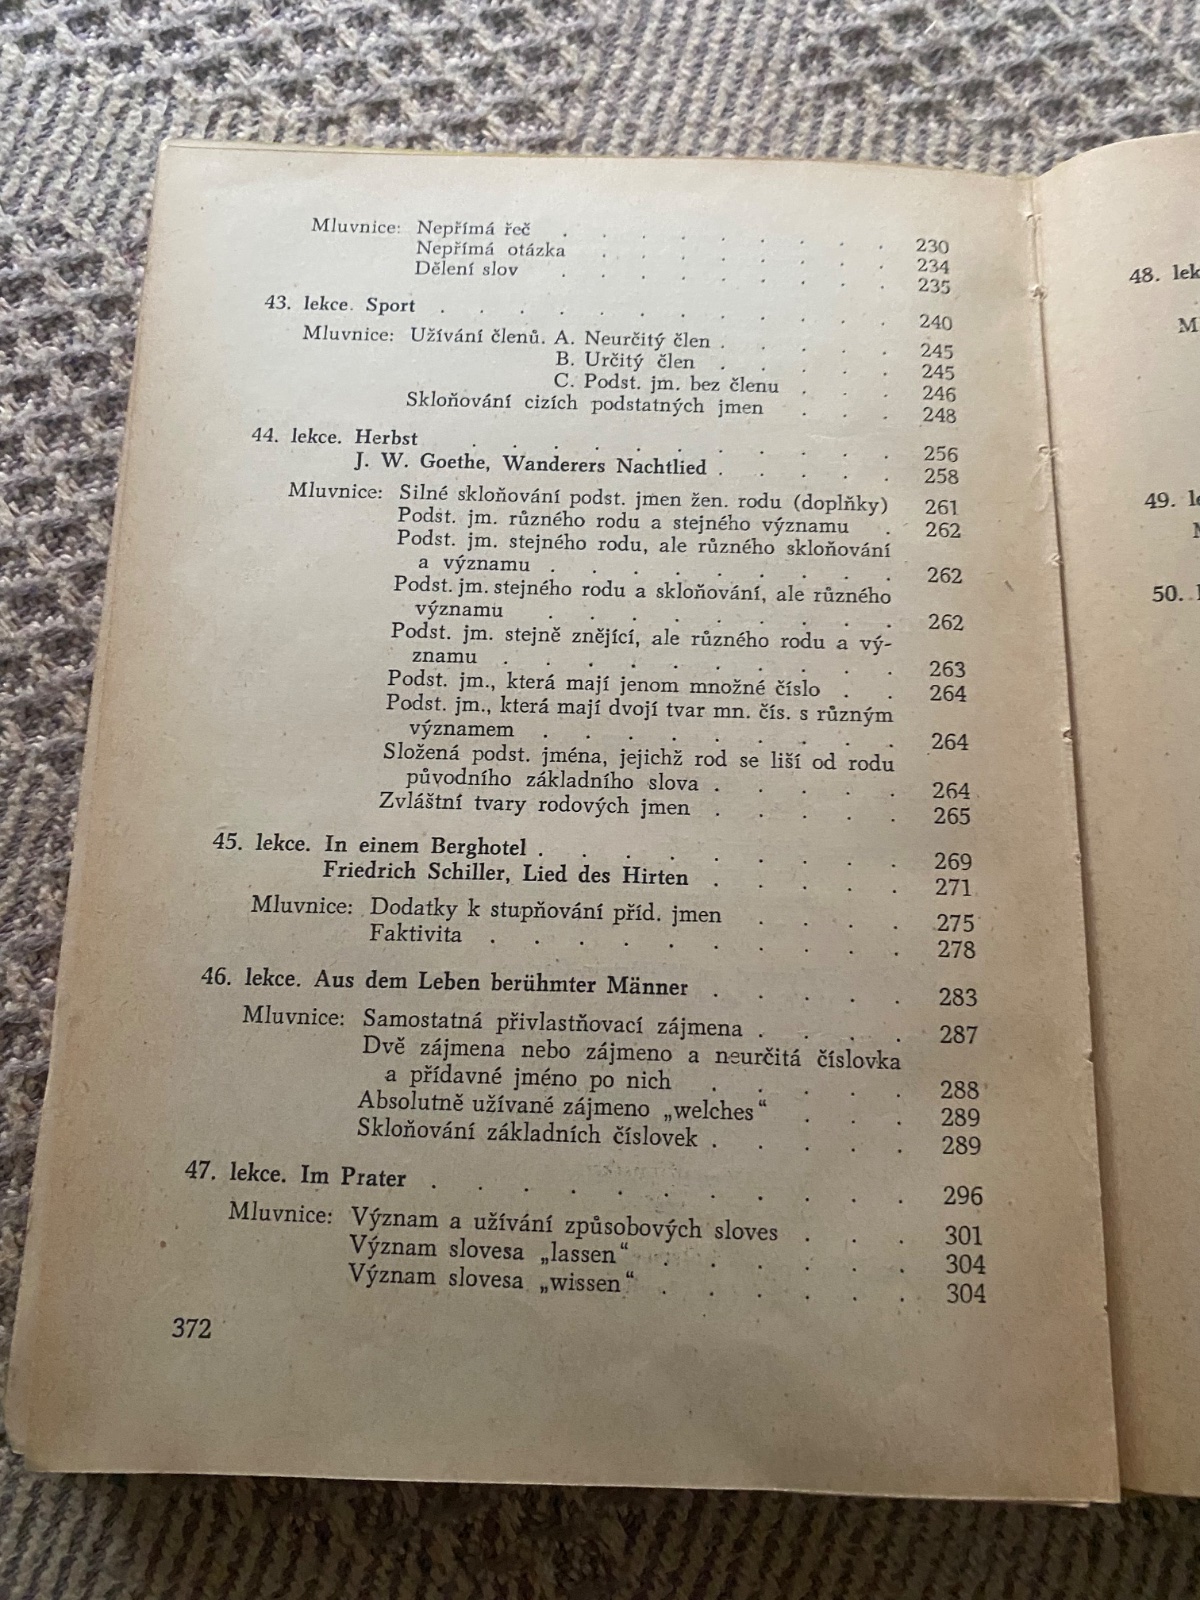 Mluvnice: Nepřímá řeč . . . . . . . . . 230
Nepřímá otázka . . . . . . . . 234
Dělení slov . . . . . . . . . 235
43. lekce. Sport . . . . . . . . . . . . 240
Mluvnice: Užívání členů. A. Neurčitý člen . . . . . 245
B. Určitý člen . . . . . 245
C. Podst. jm. bez členu . . . 246
Skloňování cizích podstatných jmen . . . 248
44. lekce. Herbst . . . . . . . . . . . 256
J. W. Goethe, Wanderers Nachtlied . . . . . 258
Mluvnice: Silné skloňování podst. jmen žen. rodu (doplňky) 261
Podst. jm. různého rodu a stejného významu . 262
Podst. jm. stejného rodu, ale různého skloňování
a významu . . . . . . . . . 262
Podst. jm. stejného rodu a skloňování, ale různého
významu . . . . . . . . . 262
Podst. jm. stejně znějící, ale různého rodu a vý-
znamu . . . . . . . . . . 263
Podst. jm., která mají jenom množné číslo . . 264
Podst. jm., která mají dvojí tvar mn. čís. s různým
významem . . . . . . . . . 264
Složená podst. jména, jejichž rod se liší od rodu
původního základního slova . . . . . 264
Zvláštní tvary rodových jmen . . . . . 265
45. lekce. In einem Berghotel . . . . . . . . . 269
Friedrich Schiller, Lied des Hirten . . . . . 271
Mluvnice: Dodatky k stupňování příd. jmen . . . . 275
Faktivita . . . . . . . . . . 278
46. lekce. Aus dem Leben berühmter Männer . . . . . 283
Mluvnice: Samostatná přivlastňovací zájmena . . . . 287
Dvě zájmena nebo zájmeno a neurčitá číslovka
a přídavné jméno po nich . . . . . 288
Absolutně užívané zájmeno „welches“ . . . 289
Skloňování základních číslovek . . . . . 289
47. lekce. Im Prater . . . . . . . . . . . 296
Mluvnice: Význam a užívání způsobových sloves . . . 301
Význam slovesa „lassen“ . . . . . . 304
Význam slovesa „wissen“ . . . . . . 304
372
48. lek
M
49. le
M
50. l